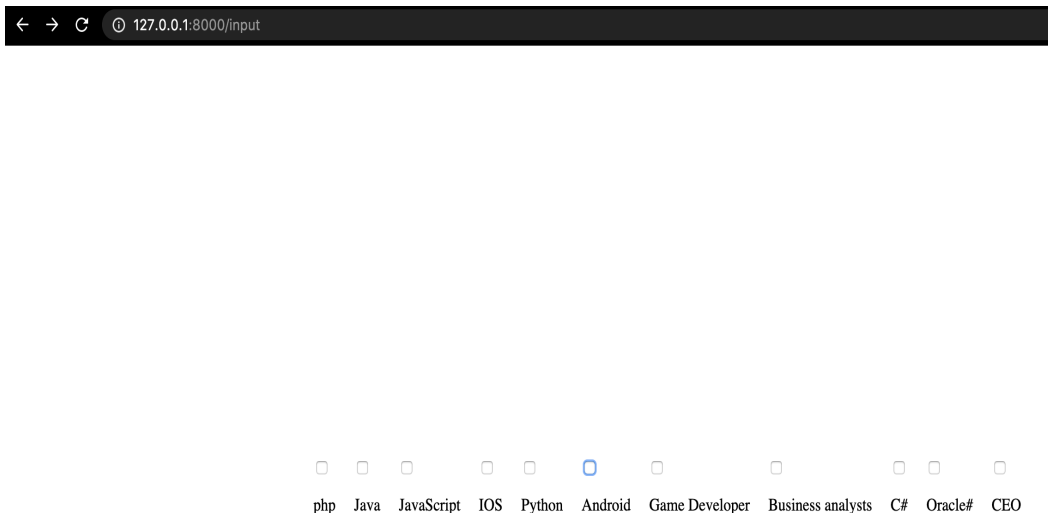 127.0.0.1:8000/input
php Java JavaScript IOS Python Android Game Developer Business analysts C# Oracle# CEO